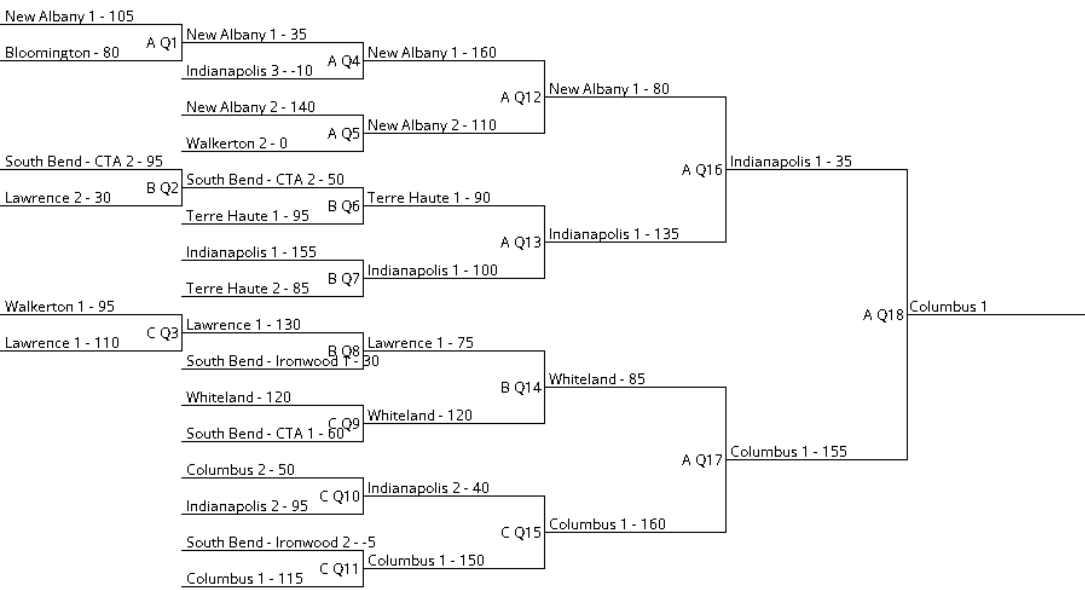 New Albany 1 - 105
Bloomington - 80
A Q1
New Albany 1 - 35
Indianapolis 3 - -10
A Q4
New Albany 1 - 160
New Albany 2 - 140
Walkerton 2 - 0
A Q5
New Albany 2 - 110
A Q12
New Albany 1 - 80
South Bend - CTA 2 - 95
Lawrence 2 - 30
B Q2
South Bend - CTA 2 - 50
Terre Haute 1 - 95
B Q6
Terre Haute 1 - 90
Indianapolis 1 - 155
Terre Haute 2 - 85
B Q7
Indianapolis 1 - 100
A Q13
Indianapolis 1 - 135
A Q16
Indianapolis 1 - 35
Walkerton 1 - 95
Lawrence 1 - 110
C Q3
Lawrence 1 - 130
South Bend - Ironwood 1 - 30
B Q8
Lawrence 1 - 75
Whiteland - 120
South Bend - CTA 1 - 60
C Q9
Whiteland - 120
B Q14
Whiteland - 85
Columbus 2 - 50
Indianapolis 2 - 95
C Q10
Indianapolis 2 - 40
South Bend - Ironwood 2 - -5
Columbus 1 - 115
C Q11
Columbus 1 - 150
C Q15
Columbus 1 - 160
A Q17
Columbus 1 - 155
A Q18
Columbus 1